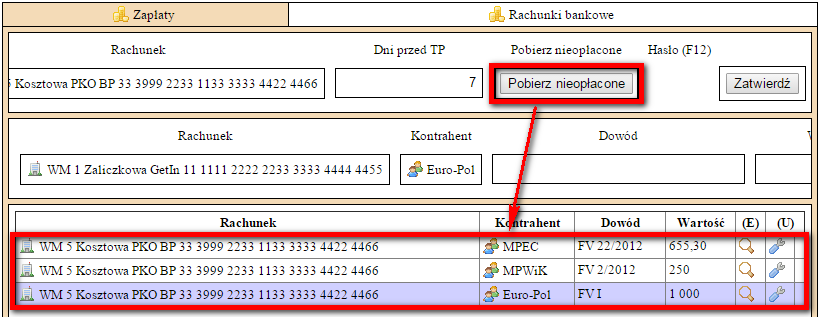 Zapłaty Rachunki bankowe
Rachunek Dni przed TP Pobierz nieopłacone Hasło (F12)
Kosztowa PKO BP 33 3999 2233 1133 3333 4422 4466 7 Pobierz nieopłacone Zatwierdź
Rachunek Kontrahent Dowód
WM 1 Zaliczkowa GetIn 11 1111 2222 2233 3333 4444 4455 Euro-Pol
Rachunek Kontrahent Dowód Wartość (E) (U)
WM 5 Kosztowa PKO BP 33 3999 2233 1133 3333 4422 4466 MPEC FV 22/2012 655,30
WM 5 Kosztowa PKO BP 33 3999 2233 1133 3333 4422 4466 MPWiK FV 2/2012 250
WM 5 Kosztowa PKO BP 33 3999 2233 1133 3333 4422 4466 Euro-Pol FV I 1 000